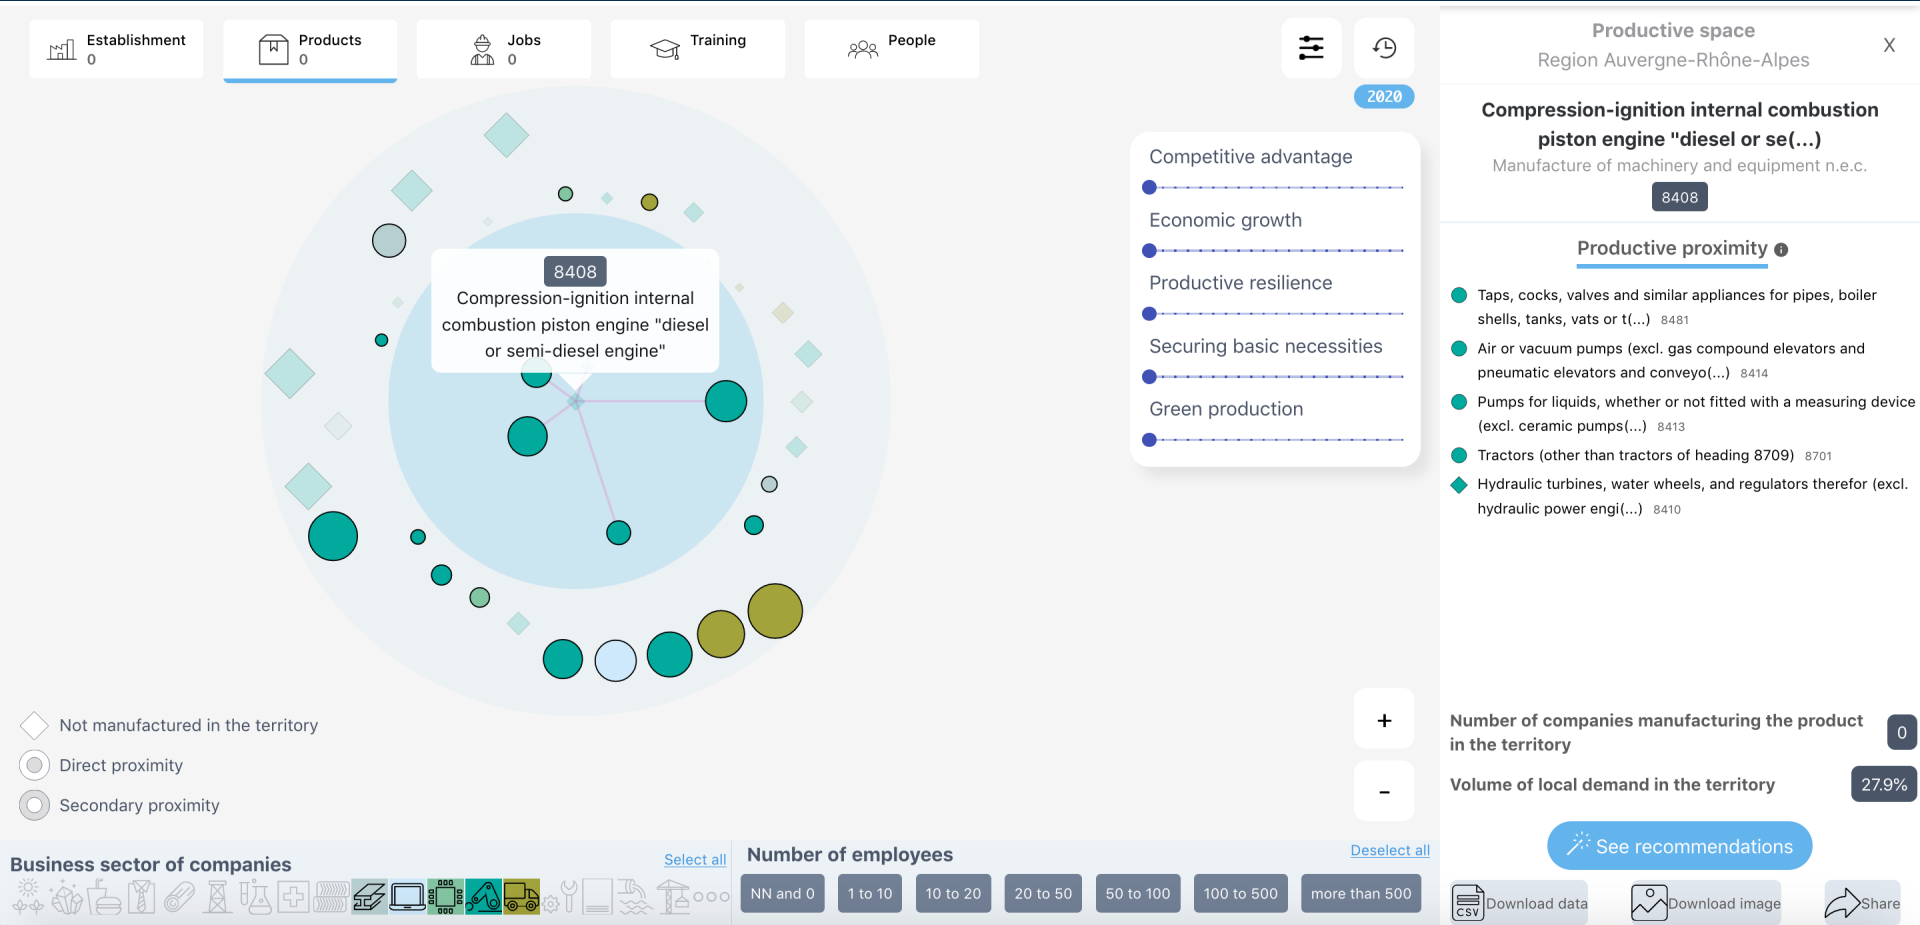 Establishment
0
Products
0
Jobs
0
Training
People
2020
Competitive advantage
Economic growth
Productive resilience
Securing basic necessities
Green production
8408
Compression-ignition internal
combustion piston engine "diesel
or semi-diesel engine"
Not manufactured in the territory
Direct proximity
Secondary proximity
+
-
Business sector of companies
Select all
Number of employees
Deselect all
NN and 0
1 to 10
10 to 20
20 to 50
50 to 100
100 to 500
more than 500
Productive space
Region Auvergne-Rhône-Alpes
X
Compression-ignition internal combustion
piston engine "diesel or se(...)
Manufacture of machinery and equipment n.e.c.
8408
Productive proximity
Taps, cocks, valves and similar appliances for pipes, boiler
shells, tanks, vats or t(...) 8481
Air or vacuum pumps (excl. gas compound elevators and
pneumatic elevators and conveyo(...) 8414
Pumps for liquids, whether or not fitted with a measuring device
(excl. ceramic pumps(...) 8413
Tractors (other than tractors of heading 8709) 8701
Hydraulic turbines, water wheels, and regulators therefor (excl.
hydraulic power engi(...) 8410
Number of companies manufacturing the product
in the territory
0
Volume of local demand in the territory
27.9%
See recommendations
CSV
Download data
Download image
Share